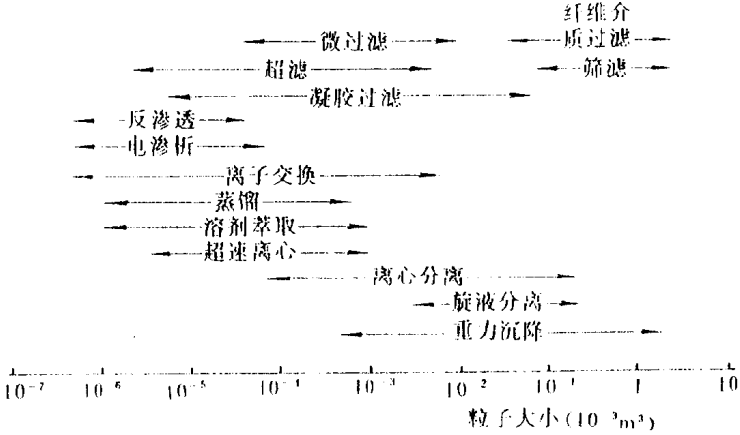 纤维介
微过滤 质过滤
超滤 筛滤
凝胶过滤
反渗透
电渗析
离子交换
蒸馏
溶剂萃取
超速离心
离心分离
旋液分离
重力沉降
10⁻⁷ 10⁻⁶ 10⁻⁵ 10⁻⁴ 10⁻³ 10⁻² 10⁻¹ 1 10
粒子大小(10⁻³m³)